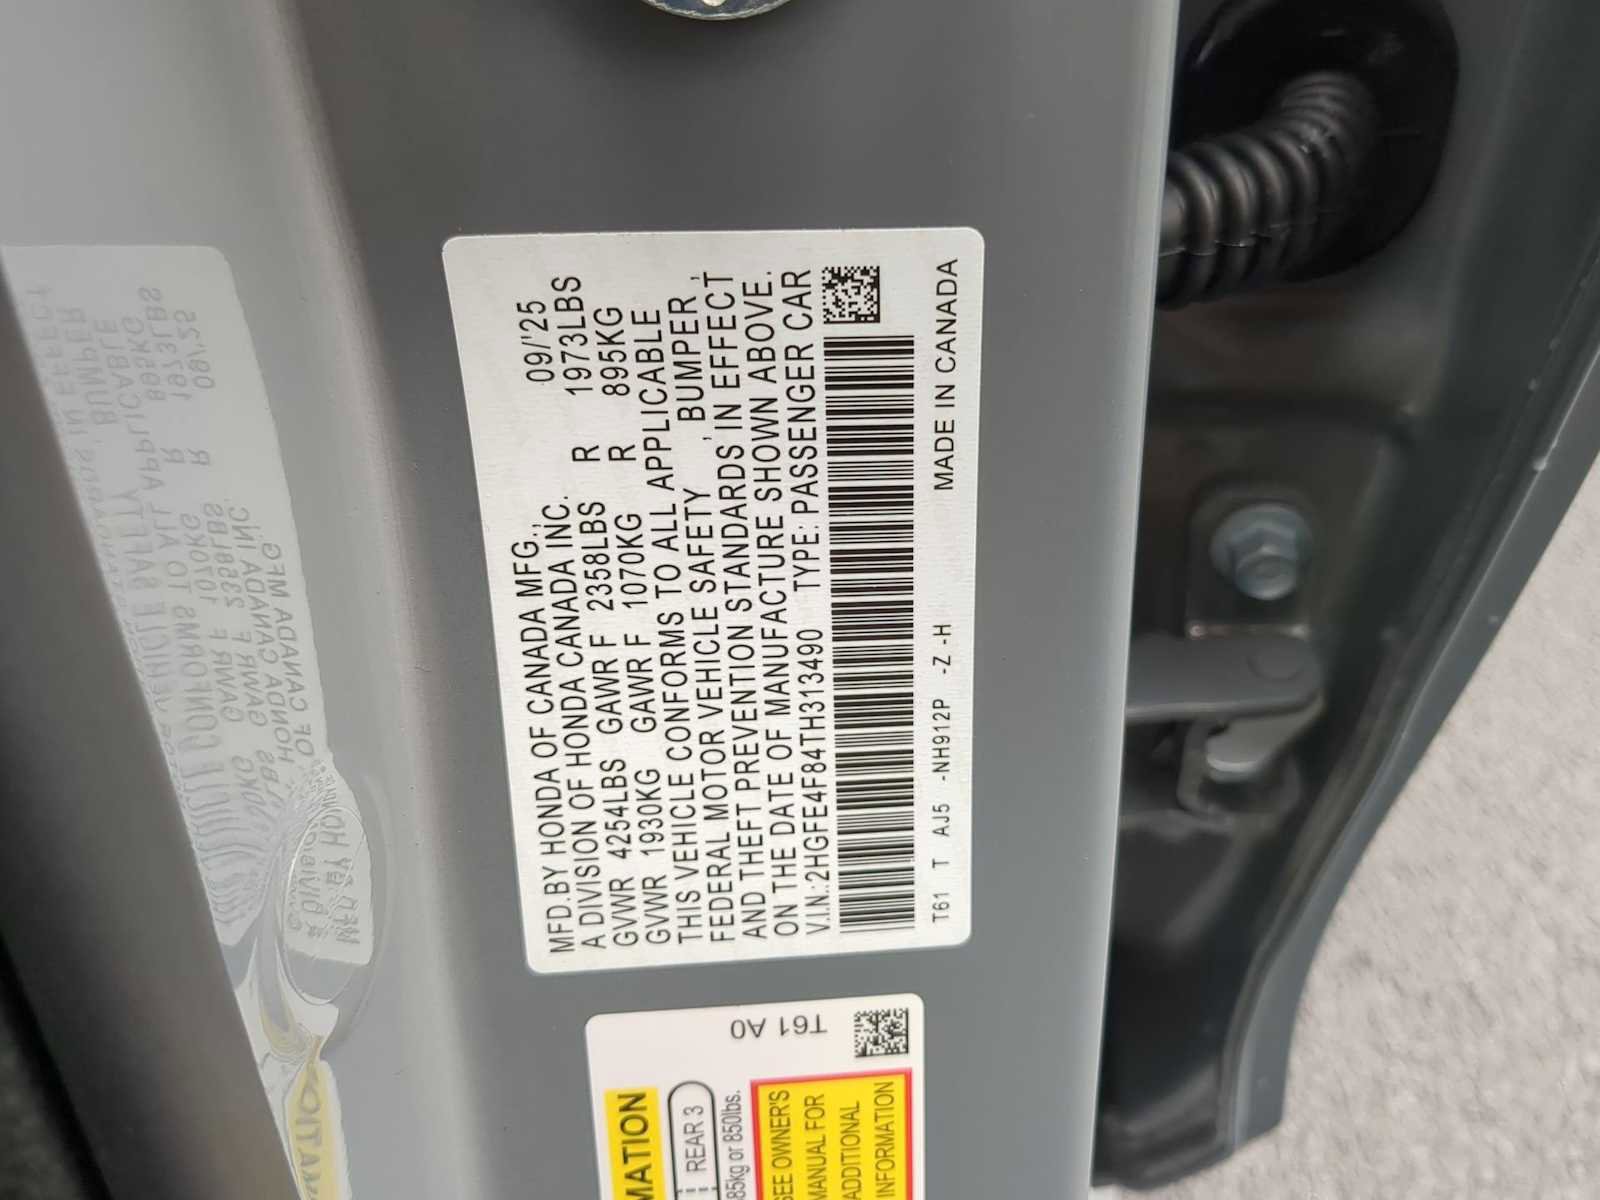 MFD.BY HONDA OF CANADA MFG., 09/'25
A DIVISION OF HONDA CANADA INC.
GVWR 4254LBS GAWR F 2358LBS R 1973LBS
GVWR 1930KG GAWR F 1070KG R 895KG
THIS VEHICLE CONFORMS TO ALL APPLICABLE
FEDERAL MOTOR VEHICLE SAFETY , BUMPER ,
AND THEFT PREVENTION STANDARDS IN EFFECT
ON THE DATE OF MANUFACTURE SHOWN ABOVE.
V.I.N.:2HGFE4F84TH313490 TYPE: PASSENGER CAR
T61 T AJ5 -NH912P -Z -H MADE IN CANADA
T61 A0
MATION
REAR 3
85kg or 850lbs.
SEE OWNER'S
MANUAL FOR
ADDITIONAL
INFORMATION